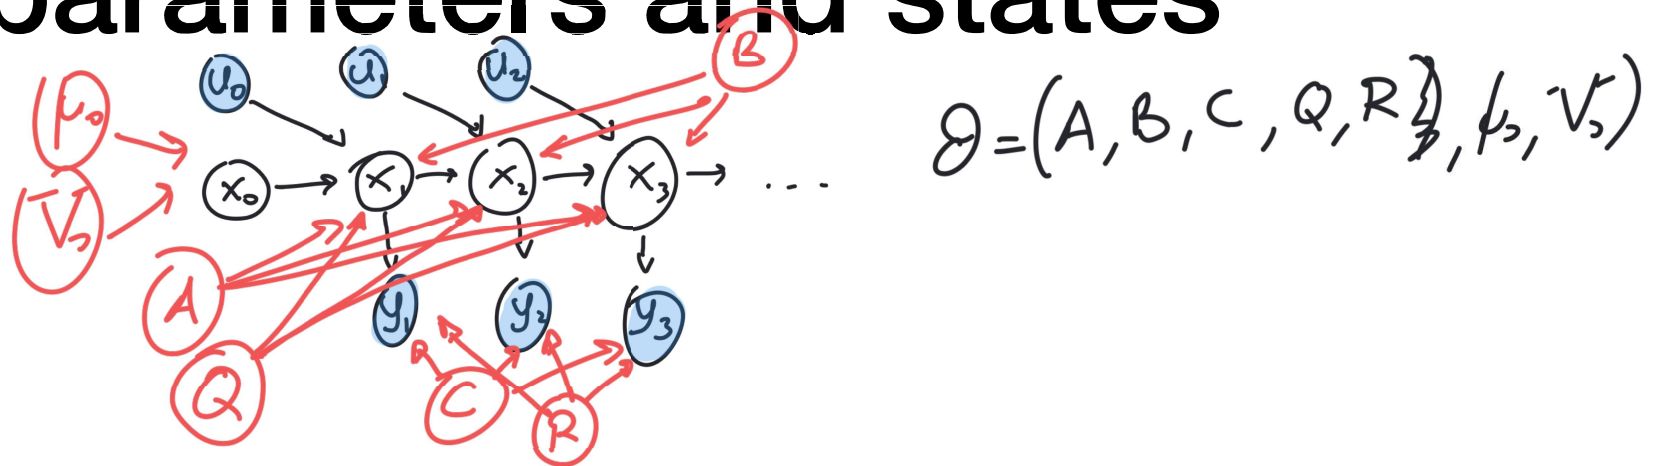 parameters and states
B
u₀ u₁ u₂
θ = (A, B, C, Q, R, μ₀, V₀)
μ₀
x₀ x₁ x₂ x₃ ...
V₀
A
y₁ y₂ y₃
Q C R